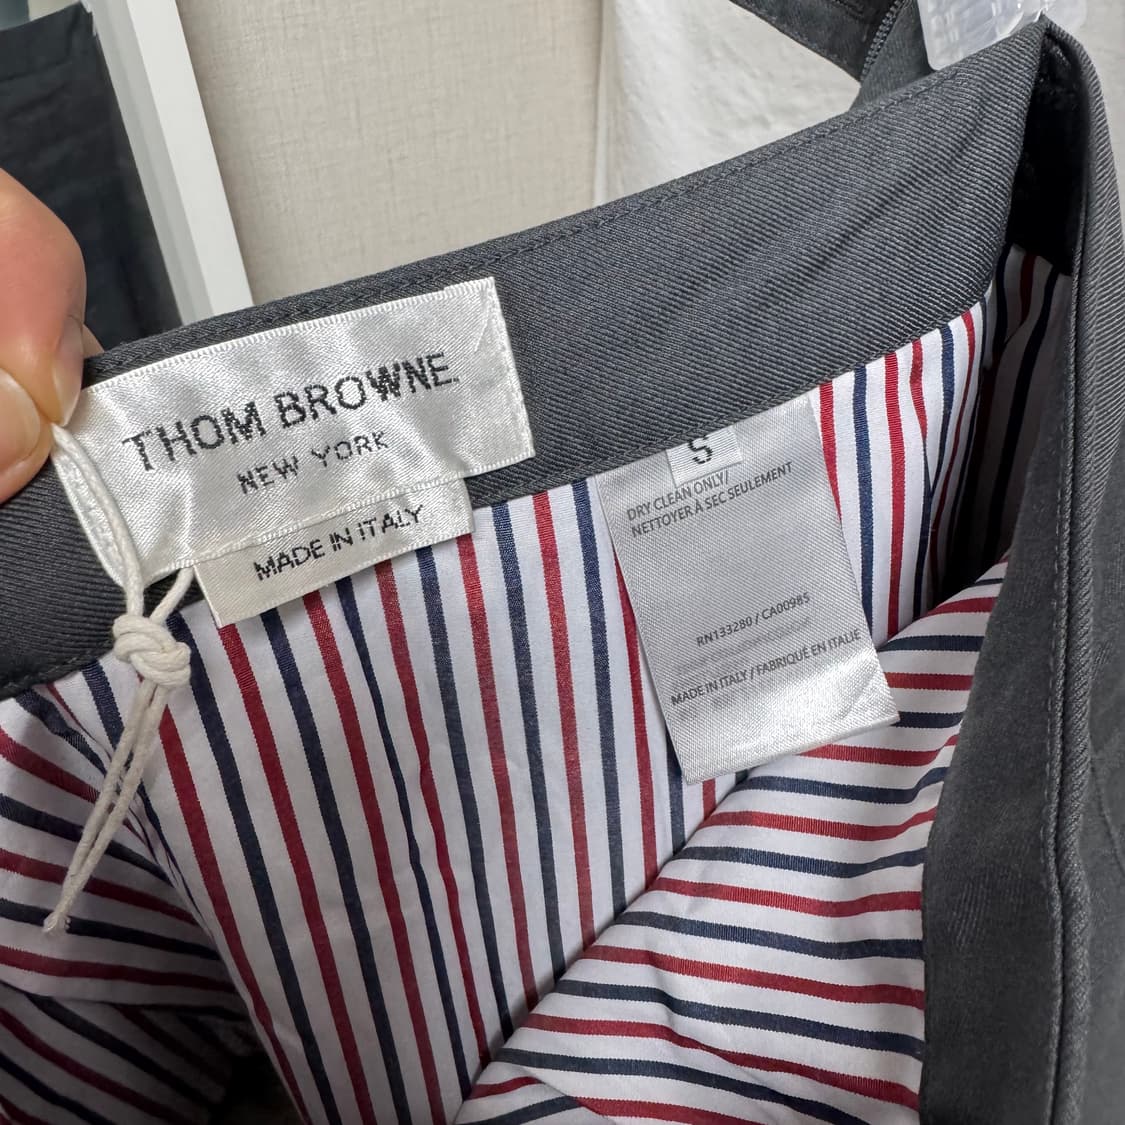 THOM BROWNE.
NEW YORK
MADE IN ITALY
S
DRY CLEAN ONLY/
NETTOYER À SEC SEULEMENT
RN133280 / CA00985
MADE IN ITALY / FABRIQUÉ EN ITALIE